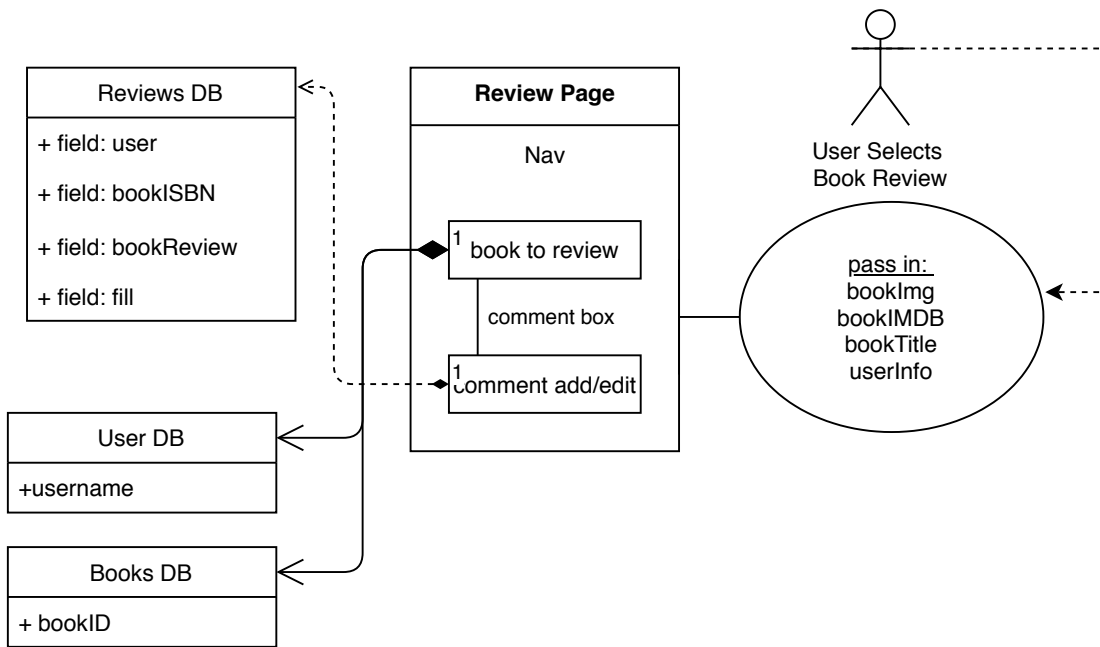 Reviews DB
+ field: user
+ field: bookISBN
+ field: bookReview
+ field: fill
User DB
+username
Books DB
+ bookID
Review Page
Nav
1
book to review
comment box
1
comment add/edit
User Selects
Book Review
pass in:
bookImg
bookIMDB
bookTitle
userInfo